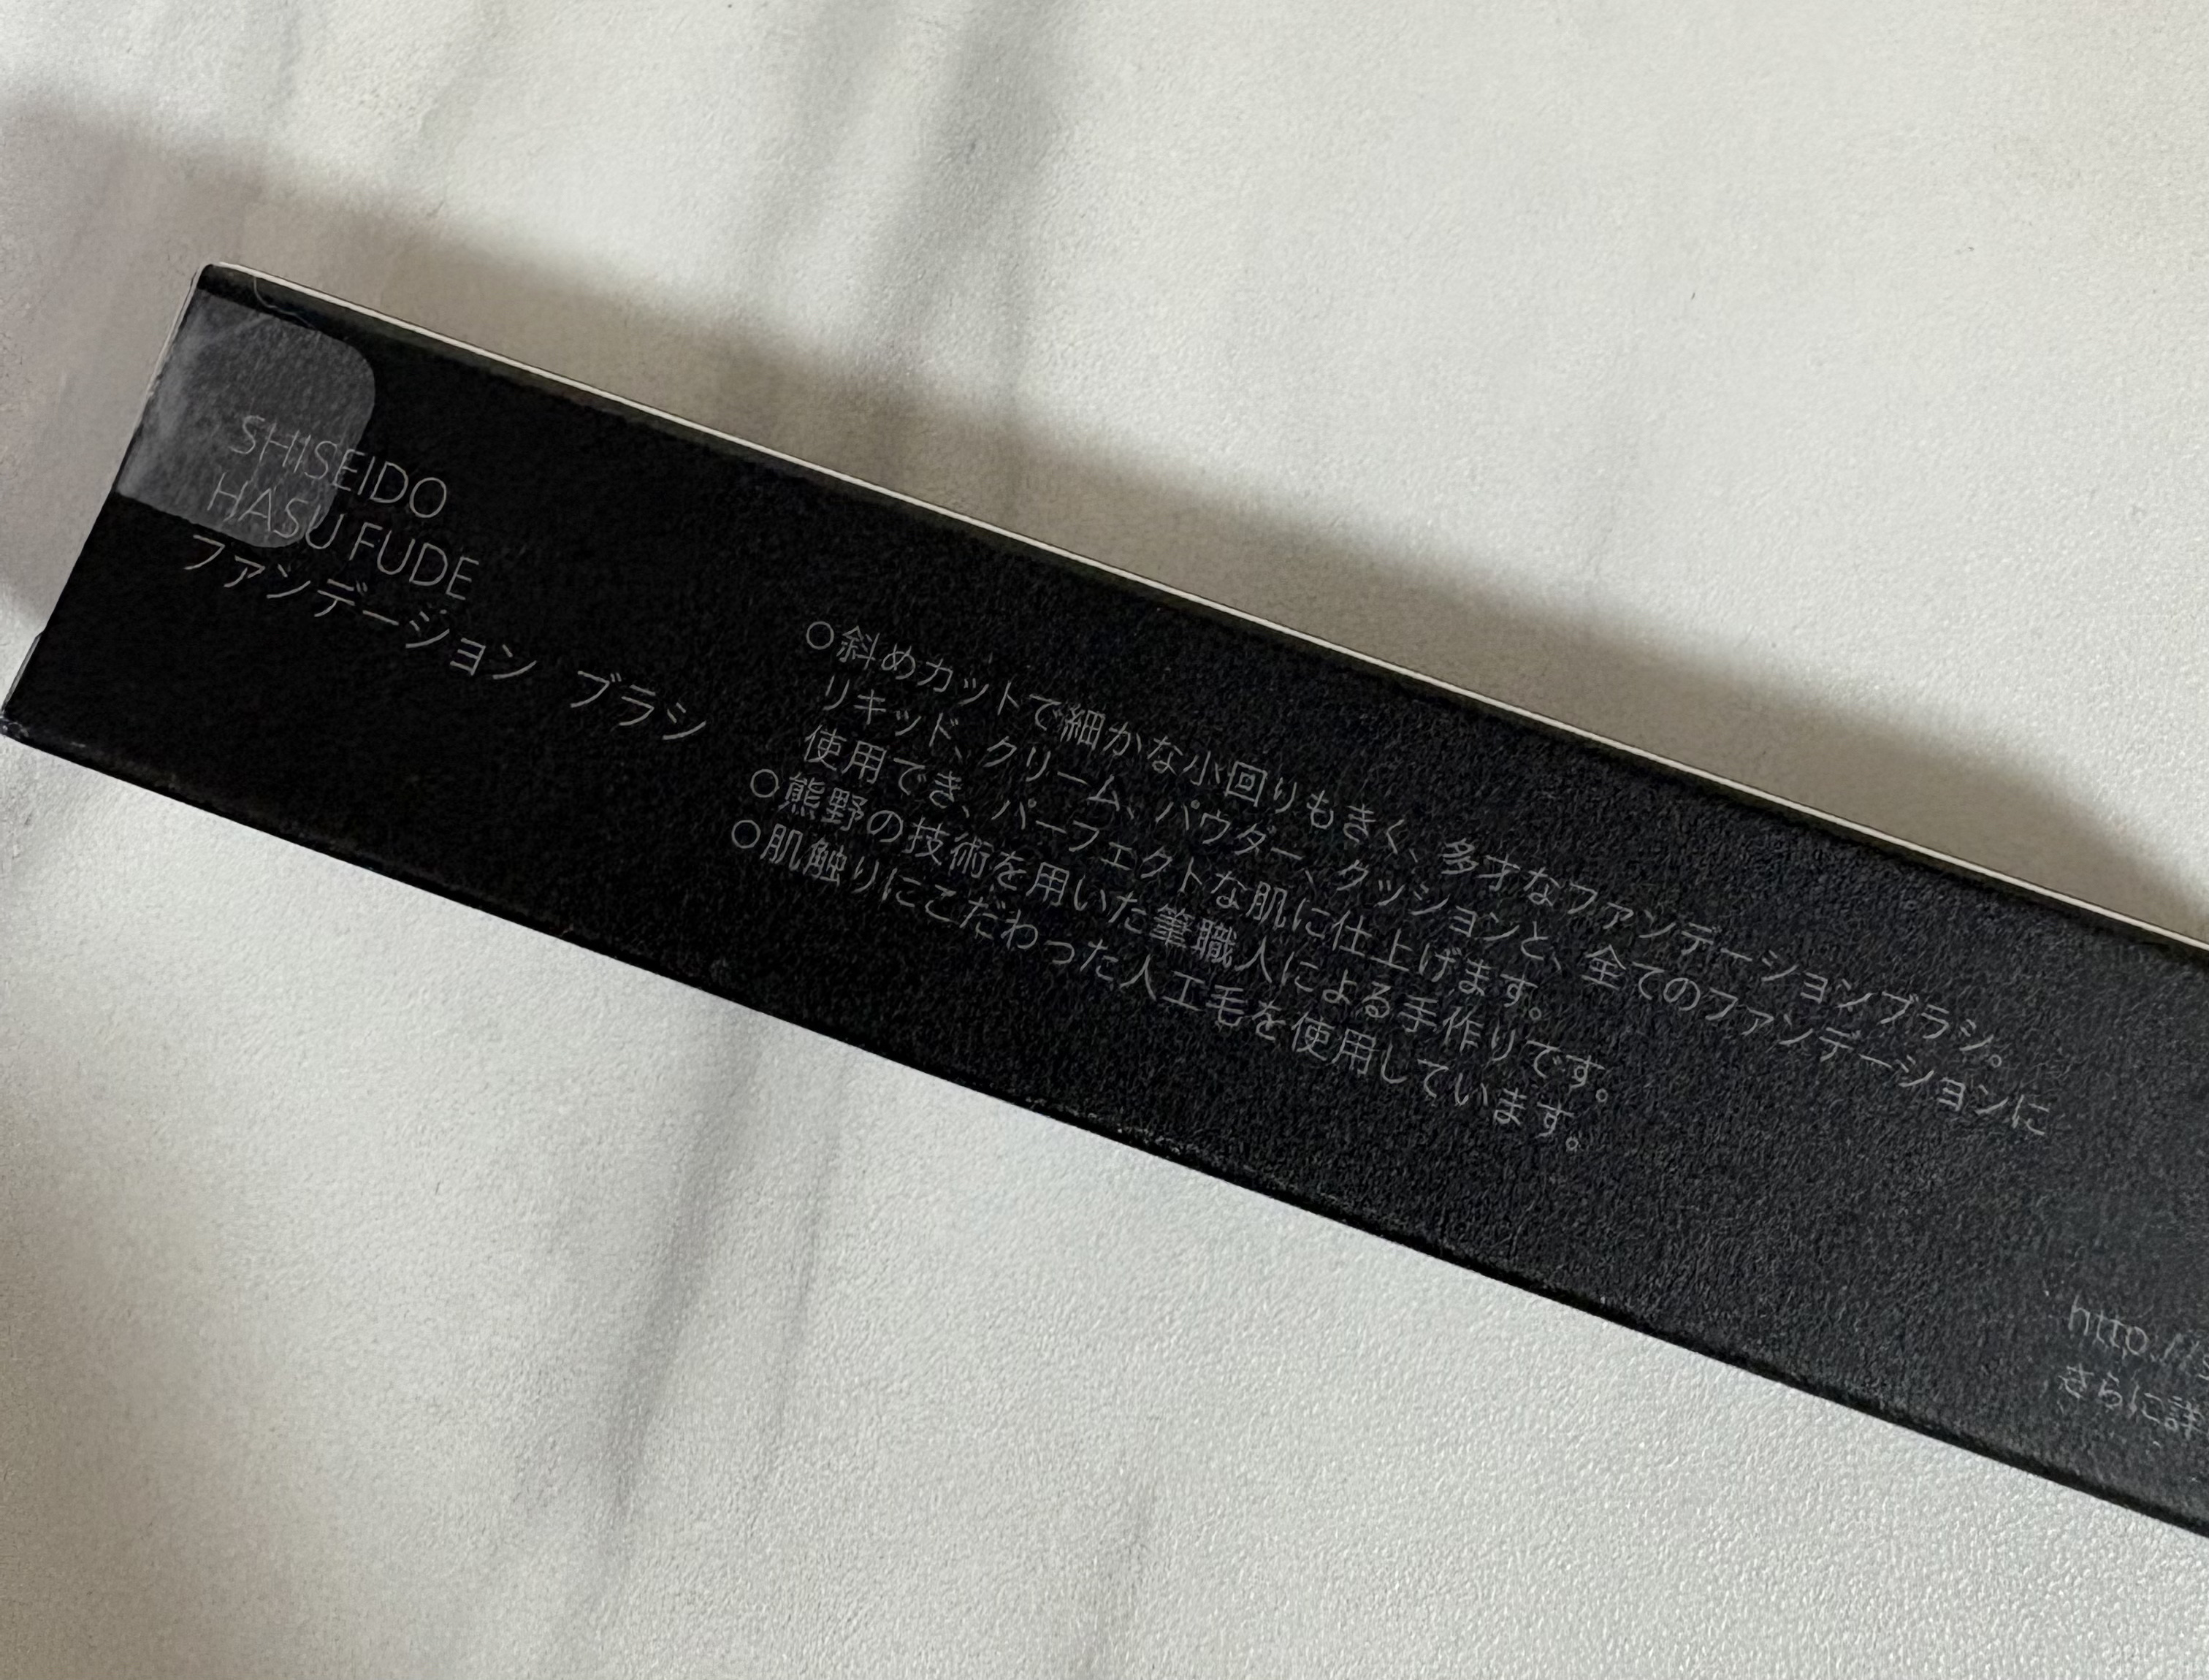 SHISEIDO
HASU FUDE
ファンデーション ブラシ
○斜めカットで細かな小回りもきく、多才なファンデーションブラシ。
リキッド、クリーム、パウダー、クッションと、全てのファンデーションに
使用でき、パーフェクトな肌に仕上げます。
○熊野の技術を用いた筆職人による手作りです。
○肌触りにこだわった人工毛を使用しています。
http://s
さらに詳